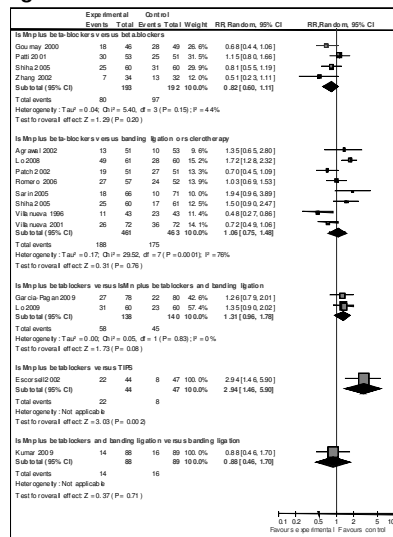 Experimental Control
Events Total Events Total Weight RR, Random, 95% CI RR, Random, 95% CI
IsMn plus beta-blockers versus betablockers
Gournay 2000 18 46 28 49 26.6% 0.68 [0.44, 1.06]
Patti 2001 30 53 25 51 31.5% 1.15 [0.80, 1.66]
Shiha 2005 25 60 31 60 29.9% 0.81 [0.55, 1.19]
Zhang 2002 7 34 13 32 12.0% 0.51 [0.23, 1.11]
Subtotal (95% CI) 193 192 100.0% 0.82 [0.60, 1.11]
Total events 80 97
Heterogeneity: Tau² = 0.04; Chi² = 5.40, df = 3 (P = 0.15); I² = 44%
Test for overall effect: Z = 1.29 (P = 0.20)
IsMn plus beta-blockers versus banding ligation or sclerotherapy
Agrawal 2002 13 51 10 53 9.6% 1.35 [0.65, 2.80]
Lo 2008 49 61 28 60 15.4% 1.72 [1.28, 2.32]
Patch 2002 19 51 27 51 13.5% 0.70 [0.45, 1.09]
Romero 2006 27 57 24 52 13.9% 1.03 [0.69, 1.53]
Sarin 2005 18 66 10 71 10.0% 1.94 [0.96, 3.89]
Shiha 2005 25 60 17 61 12.5% 1.50 [0.90, 2.47]
Villanueva 1996 11 43 23 43 11.2% 0.48 [0.27, 0.86]
Villanueva 2001 26 72 36 72 14.0% 0.72 [0.49, 1.06]
Subtotal (95% CI) 461 463 100.0% 1.06 [0.75, 1.48]
Total events 188 175
Heterogeneity: Tau² = 0.17; Chi² = 29.52, df = 7 (P = 0.0001); I² = 76%
Test for overall effect: Z = 0.31 (P = 0.76)
IsMn plus betablockers versus IsMn plus betablockers and banding ligation
Garcia-Pagan 2009 27 78 22 80 42.6% 1.26 [0.79, 2.01]
Lo 2009 31 60 23 60 57.4% 1.35 [0.90, 2.02]
Subtotal (95% CI) 138 140 100.0% 1.31 [0.96, 1.78]
Total events 58 45
Heterogeneity: Tau² = 0.00; Chi² = 0.05, df = 1 (P = 0.83); I² = 0%
Test for overall effect: Z = 1.73 (P = 0.08)
IsMn plus betablockers versus TIPS
Escorsell 2002 22 44 8 47 100.0% 2.94 [1.46, 5.90]
Subtotal (95% CI) 44 47 100.0% 2.94 [1.46, 5.90]
Total events 22 8
Heterogeneity: Not applicable
Test for overall effect: Z = 3.03 (P = 0.002)
IsMn plus betablockers and banding ligation versus banding ligation
Kumar 2009 14 88 16 89 100.0% 0.88 [0.46, 1.70]
Subtotal (95% CI) 88 89 100.0% 0.88 [0.46, 1.70]
Total events 14 16
Heterogeneity: Not applicable
Test for overall effect: Z = 0.37 (P = 0.71)
0.1 0.2 0.5 1 2 5 10
Favours experimental Favours control